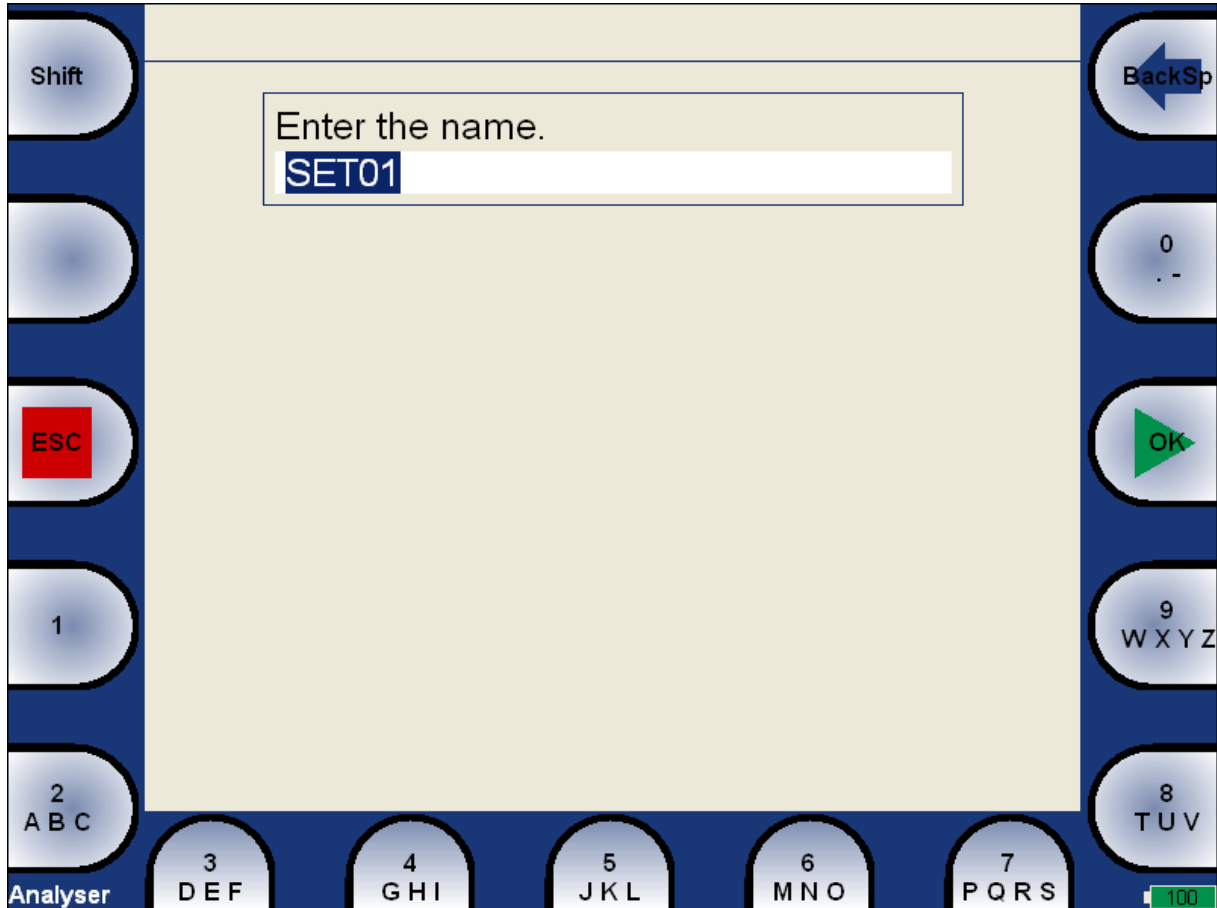 Shift
BackSp
Enter the name.
SET01
0
. -
ESC
OK
1
9
W X Y Z
2
A B C
8
T U V
3
D E F
4
G H I
5
J K L
6
M N O
7
P Q R S
Analyser
100